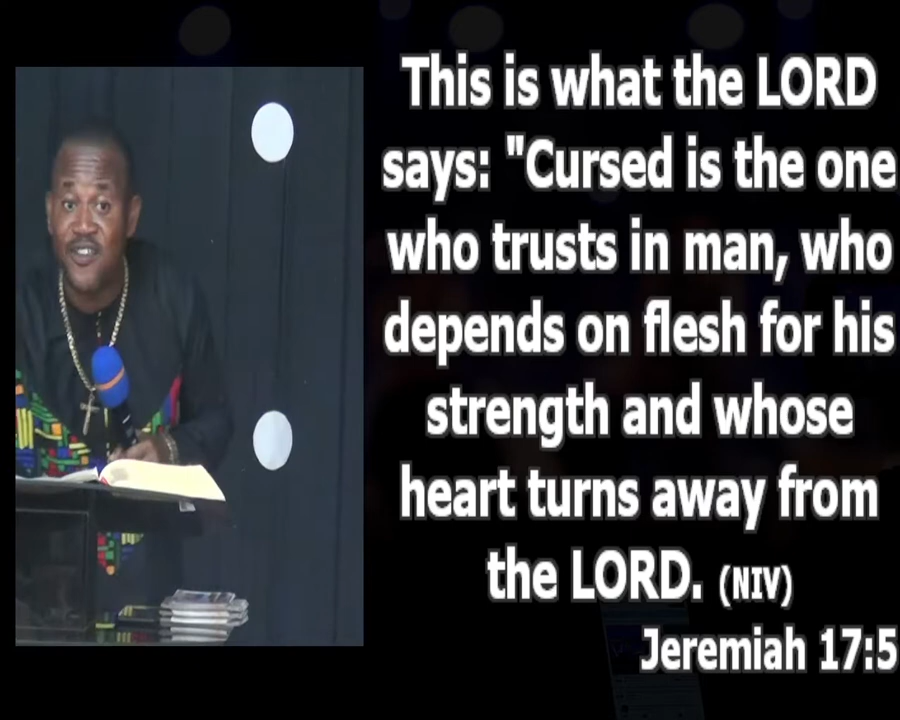 This is what the LORD
says: "Cursed is the one
who trusts in man, who
depends on flesh for his
strength and whose
heart turns away from
the LORD. (NIV)
Jeremiah 17:5